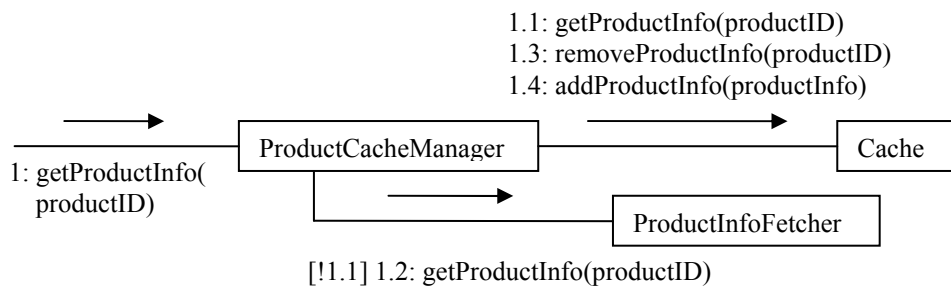 1.1: getProductInfo(productID)
1.3: removeProductInfo(productID)
1.4: addProductInfo(productInfo)
ProductCacheManager
Cache
1: getProductInfo(
productID)
ProductInfoFetcher
[!1.1] 1.2: getProductInfo(productID)